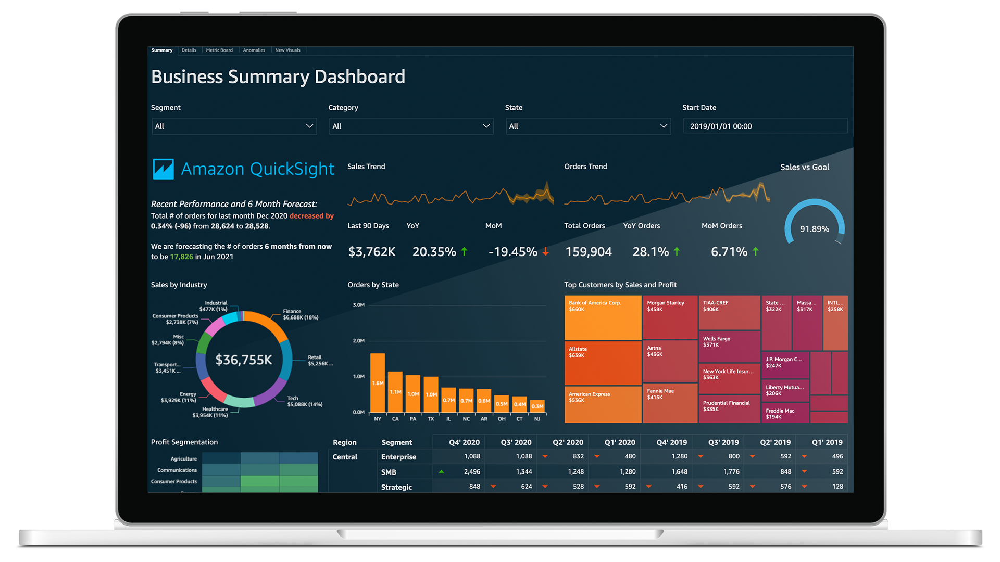 Summary
Details
Metric Board
Anomalies
New Visuals
Business Summary Dashboard
Segment
Category
State
Start Date
All
All
All
2019/01/01 00:00
Amazon QuickSight
Recent Performance and 6 Month Forecast:
Total # of orders for last month Dec 2020 decreased by
0.34% (-96) from 28,624 to 28,528.
We are forecasting the # of orders 6 months from now
to be 17,826 in Jun 2021
Sales Trend
Last 90 Days YoY MoM
$3,762K 20.35% -19.45%
Orders Trend
Total Orders YoY Orders MoM Orders
159,904 28.1% 6.71%
Sales vs Goal
91.89%
Sales by Industry
Industrial
$477K (1%)
Consumer Products
$2,738K (7%)
Misc
$2,794K (8%)
Transport...
$3,451K ...
Energy
$3,929K (11%)
Healthcare
$3,954K (11%)
Finance
$6,688K (18%)
Retail
$5,256K ...
Tech
$5,088K (14%)
$36,755K
Orders by State
3.0M
2.0M
1.0M
0.0M
1.6M 1.1M 1.0M 1.0M 0.7M 0.7M 0.6M 0.5M 0.4M 0.3M
NY CA PA TX IL NC AR OH CT NJ
Top Customers by Sales and Profit
Bank of America Corp.
$660K
Allstate
$639K
American Express
$536K
Morgan Stanley
$458K
Aetna
$436K
Fannie Mae
$415K
TIAA-CREF
$406K
Wells Fargo
$371K
New York Life Insur...
$363K
Prudential Financial
$335K
State ...
$322K
Massa...
$317K
INTL...
$258K
J.P. Morgan C...
$247K
Liberty Mutua...
$206K
Freddie Mac
$194K
Profit Segmentation
Agriculture
Communications
Consumer Products
Region Segment Q4' 2020 Q3' 2020 Q2' 2020 Q1' 2020 Q4' 2019 Q3' 2019 Q2' 2019 Q1' 2019
Central Enterprise 1,088 1,088 832 480 1,280 800 592 496
SMB 2,496 1,344 1,248 1,280 1,648 1,776 848 592
Strategic 848 624 528 592 416 592 576 128